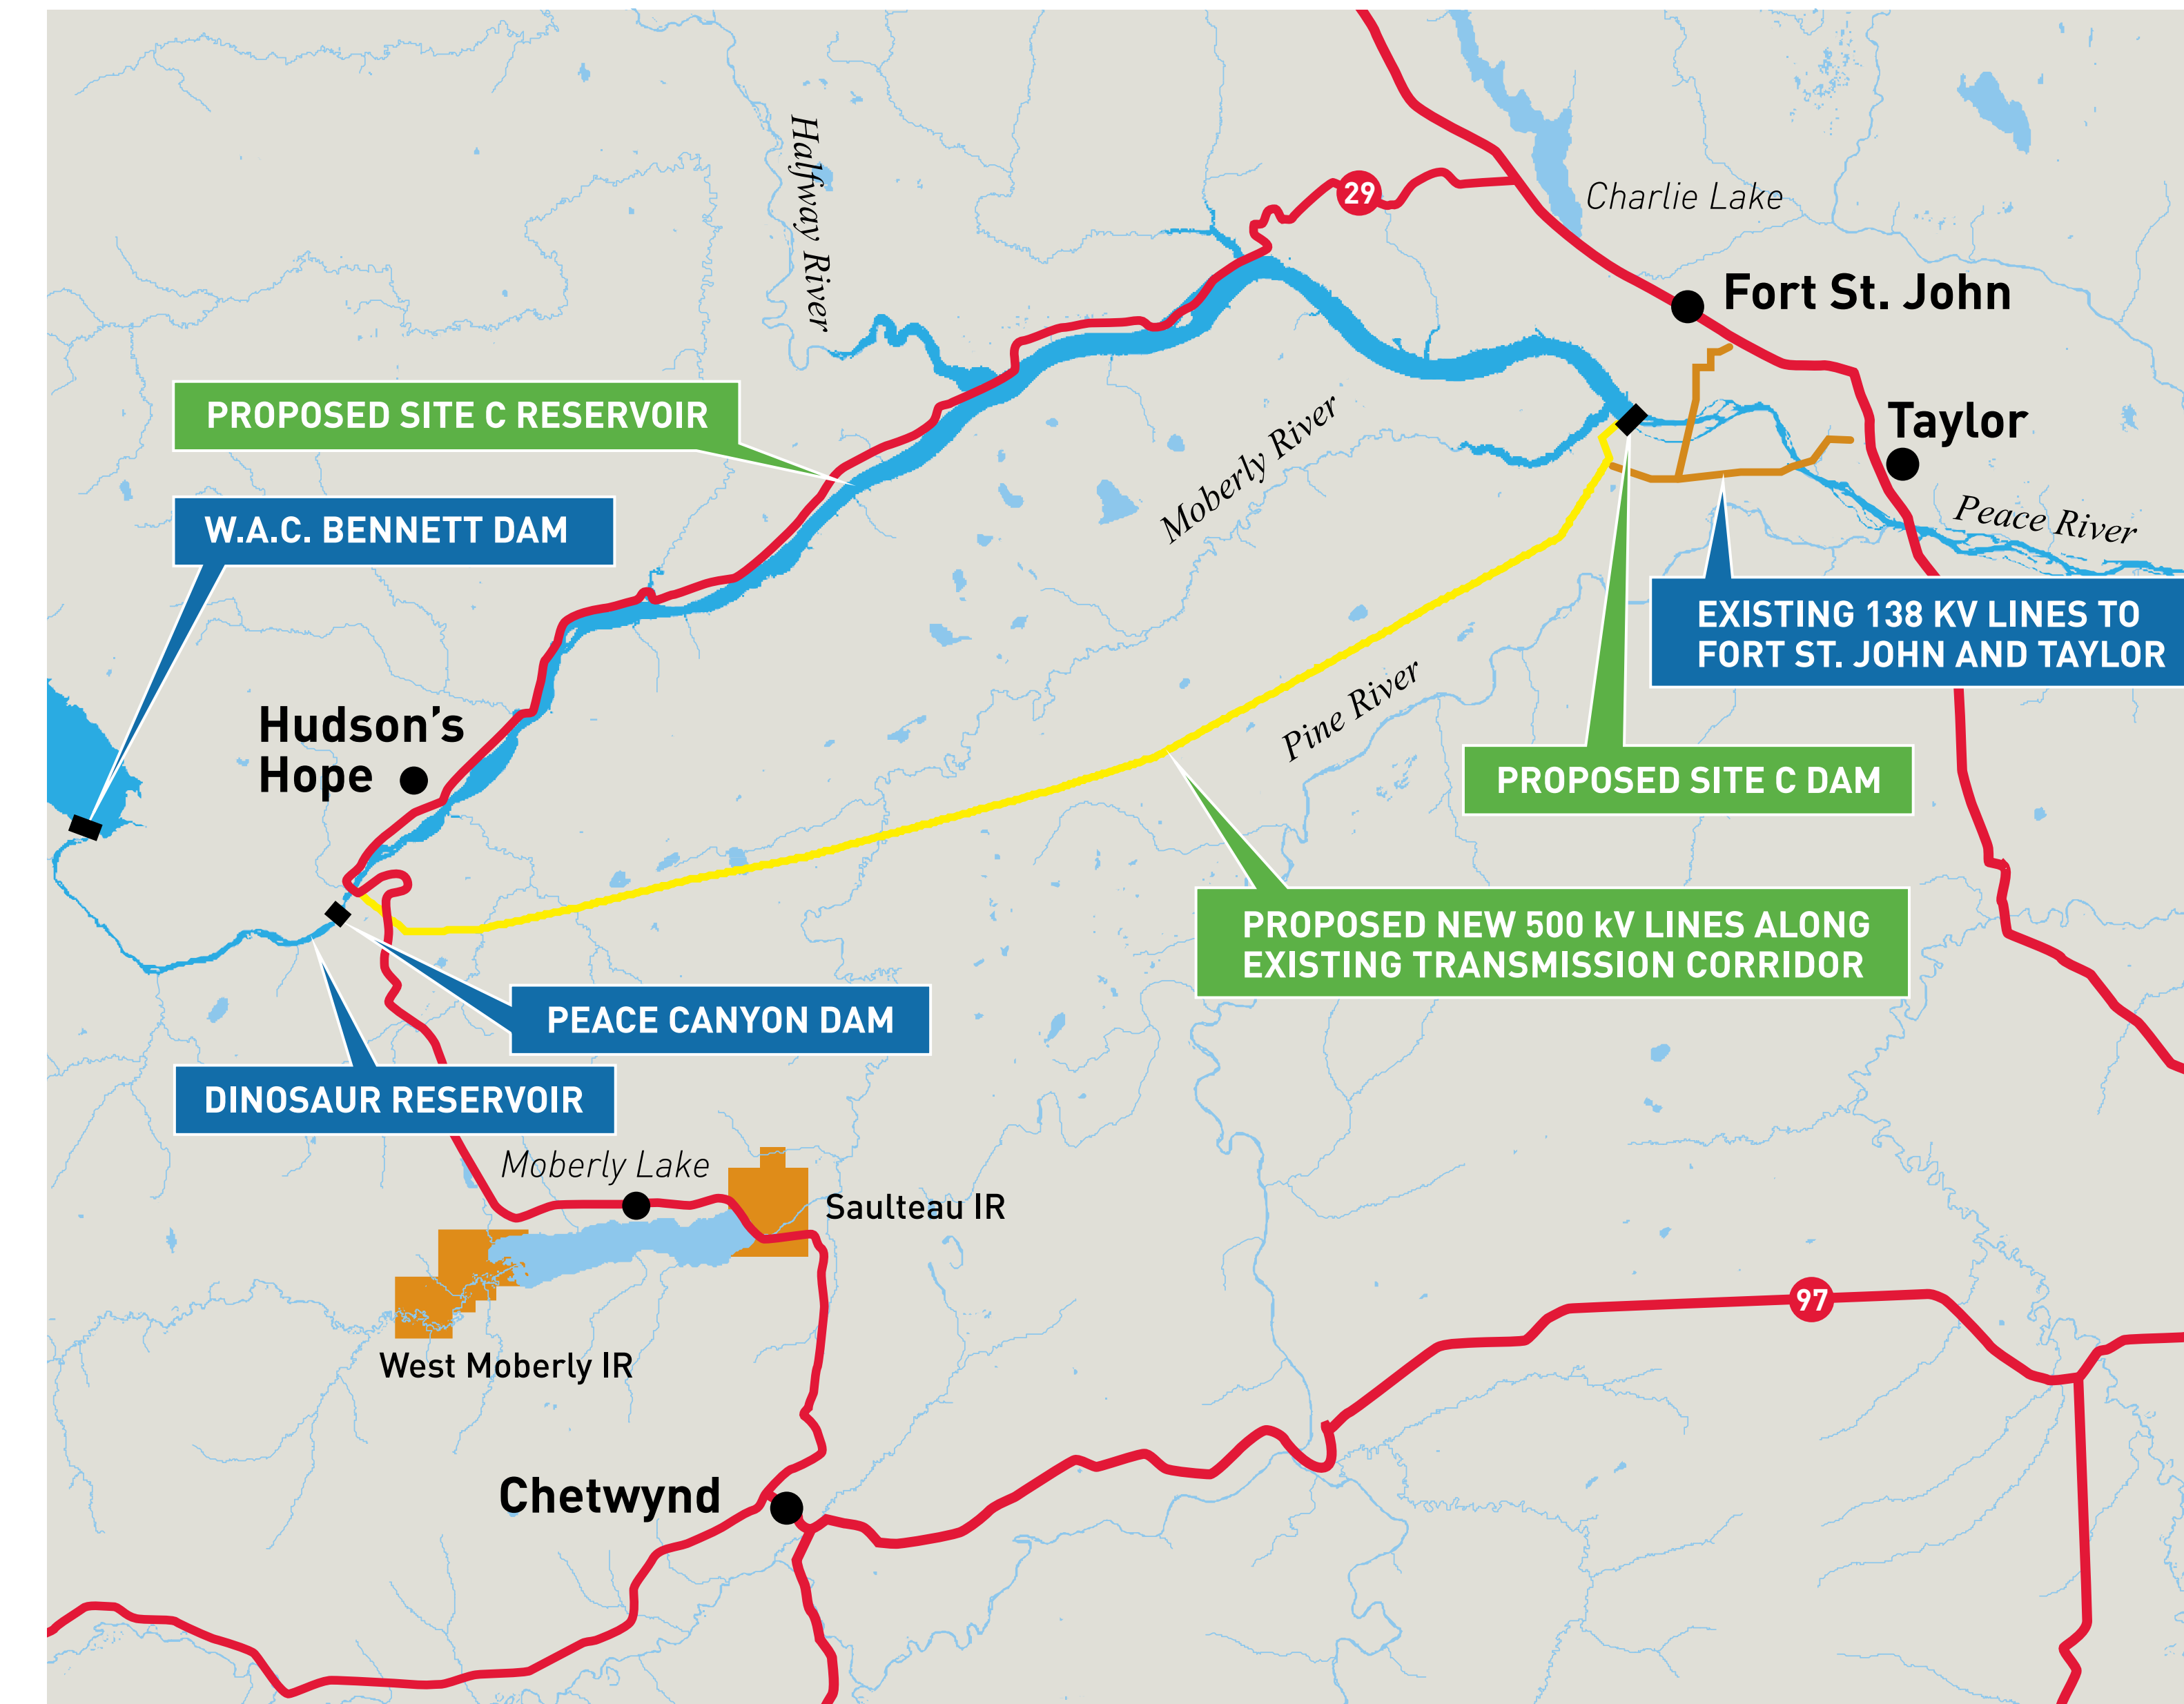 Halfway River
29
Charlie Lake
Fort St. John
PROPOSED SITE C RESERVOIR
Taylor
Moberly River
W.A.C. BENNETT DAM
Peace River
EXISTING 138 KV LINES TO
FORT ST. JOHN AND TAYLOR
Hudson's
Hope
Pine River
PROPOSED SITE C DAM
PROPOSED NEW 500 kV LINES ALONG
EXISTING TRANSMISSION CORRIDOR
PEACE CANYON DAM
DINOSAUR RESERVOIR
Moberly Lake
Saulteau IR
97
West Moberly IR
Chetwynd